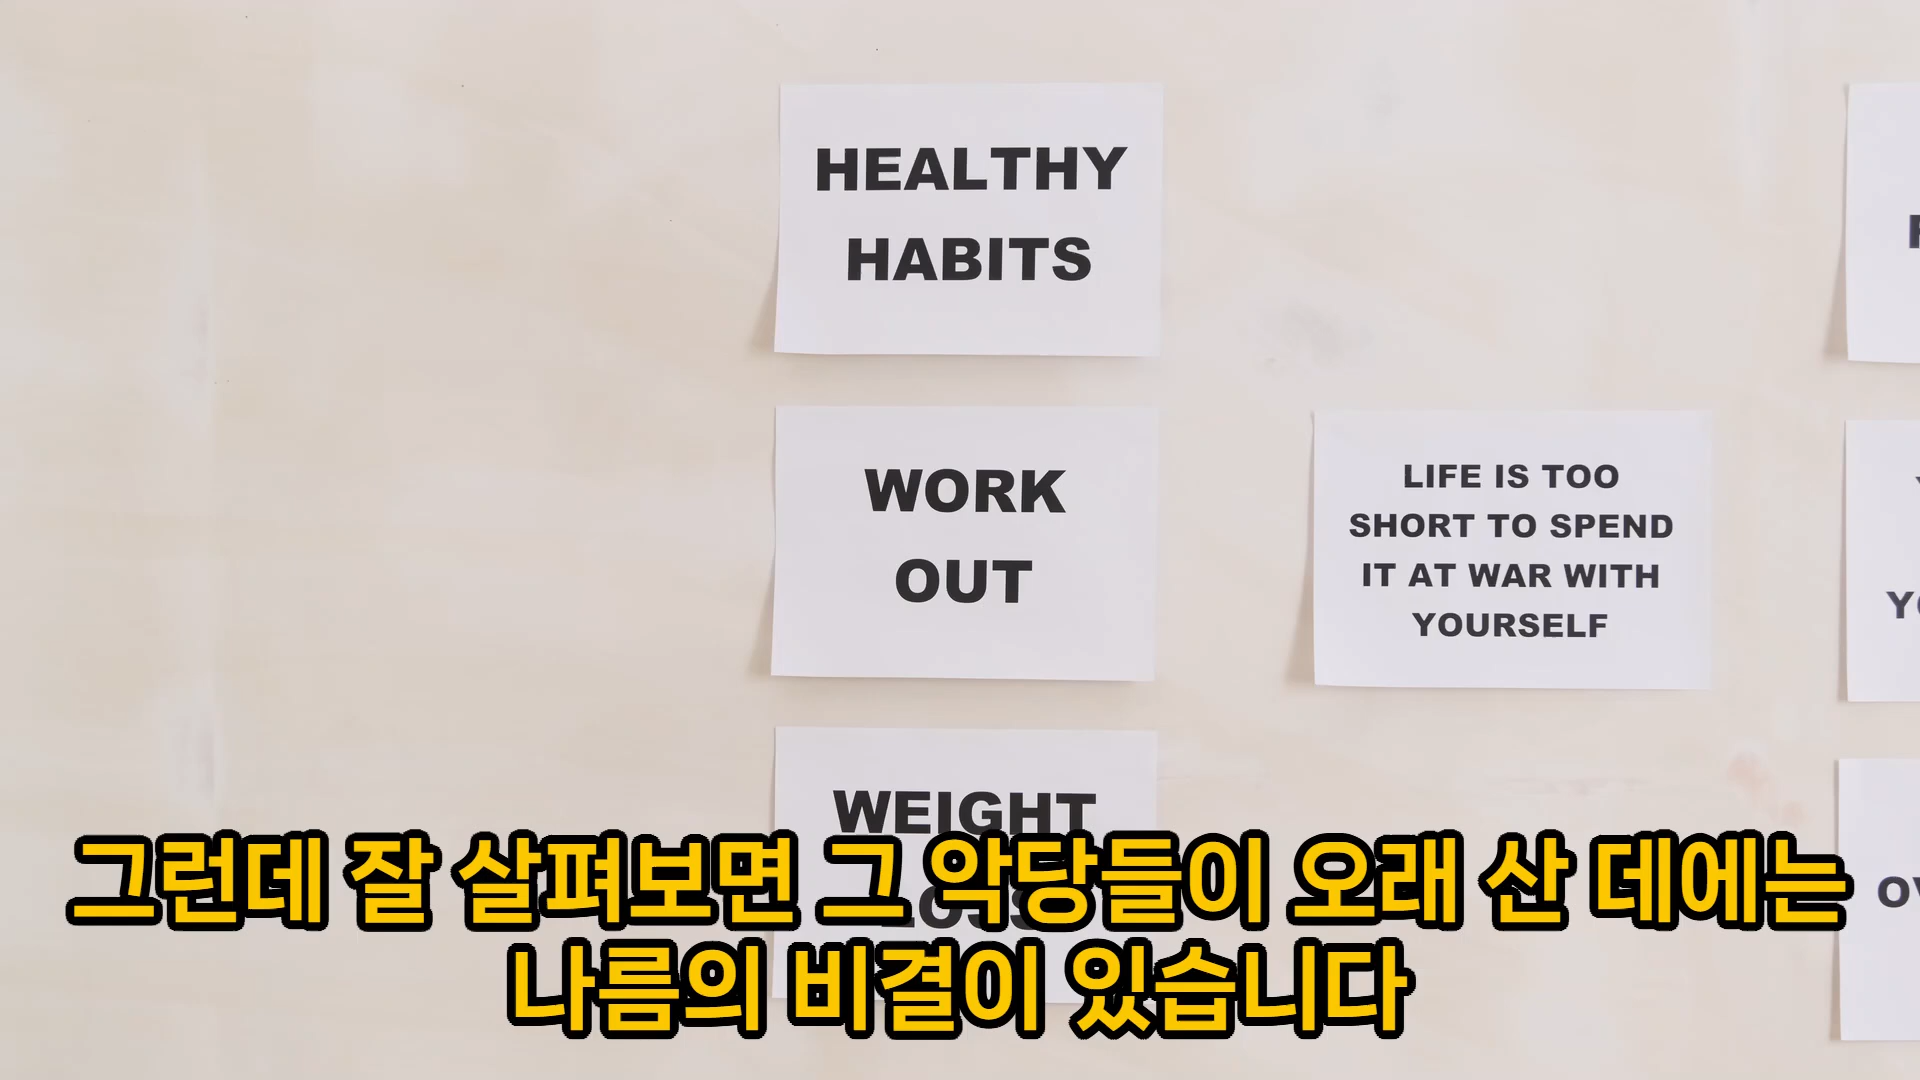 HEALTHY
HABITS
WORK
OUT
LIFE IS TOO
SHORT TO SPEND
IT AT WAR WITH
YOURSELF
WEIGHT
LOSS
그런데 잘 살펴보면 그 악당들이 오래 산 데에는
나름의 비결이 있습니다